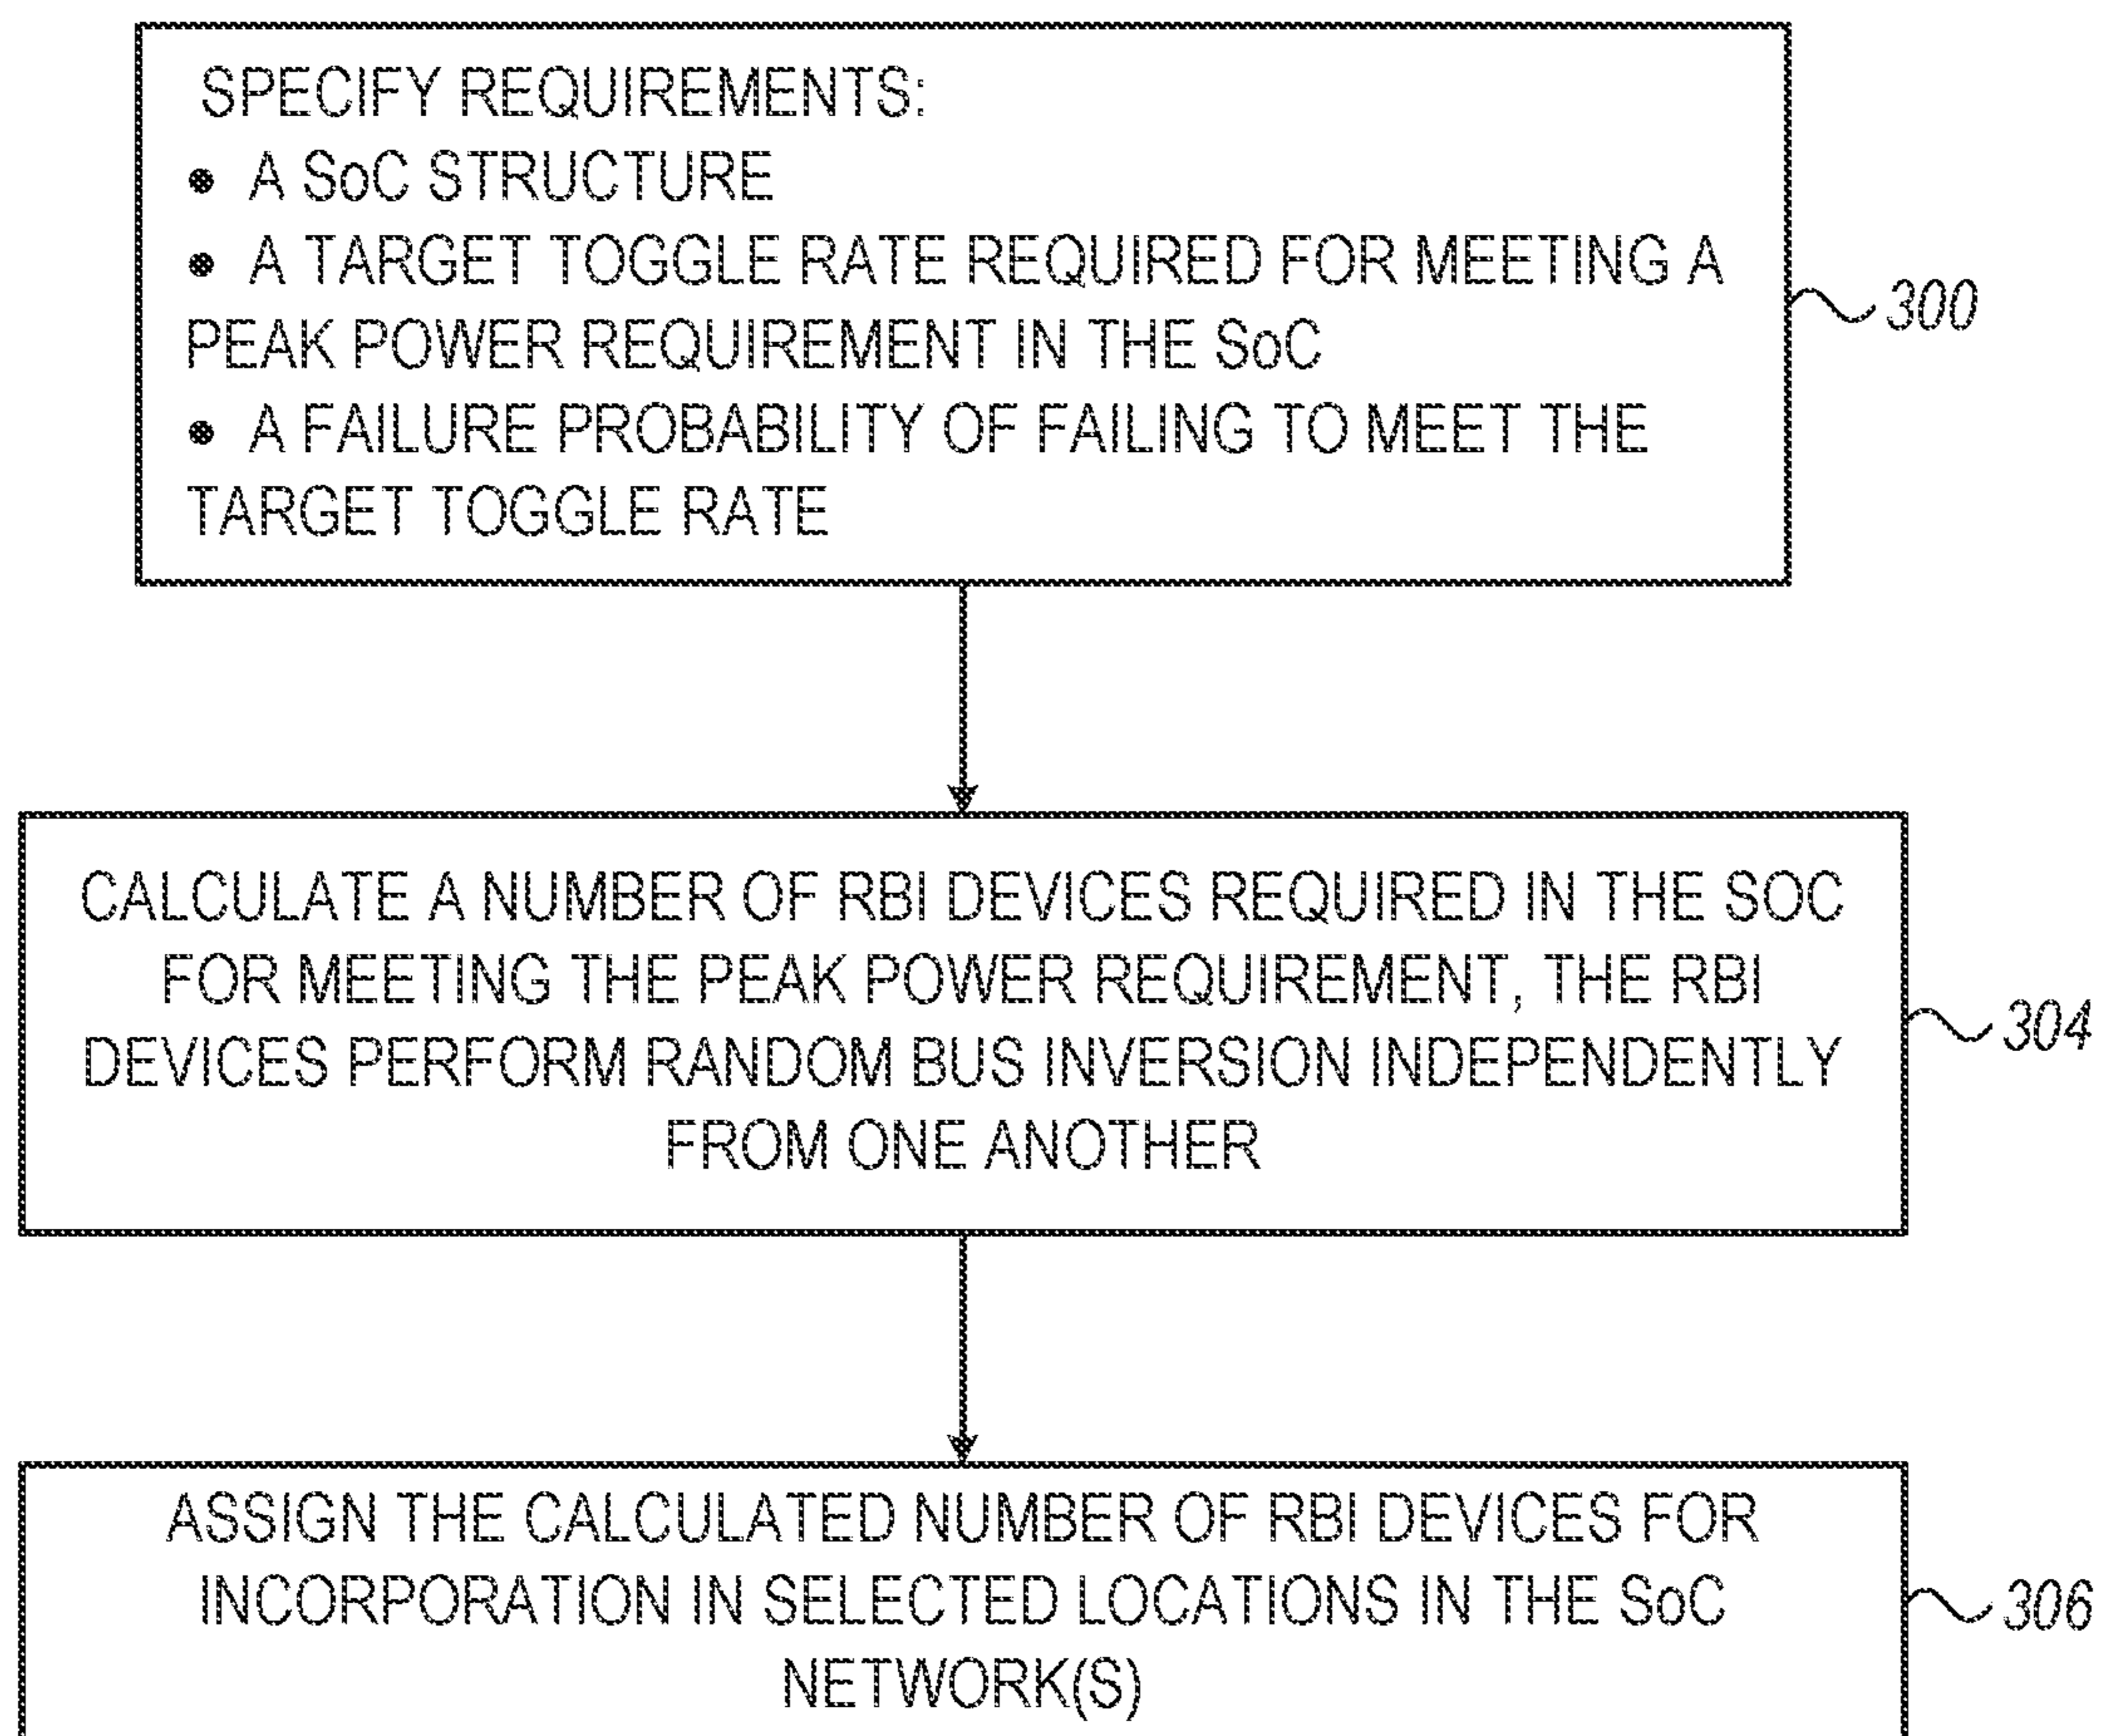 SPECIFY REQUIREMENTS:
• A SoC STRUCTURE
• A TARGET TOGGLE RATE REQUIRED FOR MEETING A
PEAK POWER REQUIREMENT IN THE SoC
• A FAILURE PROBABILITY OF FAILING TO MEET THE
TARGET TOGGLE RATE
300
CALCULATE A NUMBER OF RBI DEVICES REQUIRED IN THE SOC
FOR MEETING THE PEAK POWER REQUIREMENT, THE RBI
DEVICES PERFORM RANDOM BUS INVERSION INDEPENDENTLY
FROM ONE ANOTHER
304
ASSIGN THE CALCULATED NUMBER OF RBI DEVICES FOR
INCORPORATION IN SELECTED LOCATIONS IN THE SoC
NETWORK(S)
306